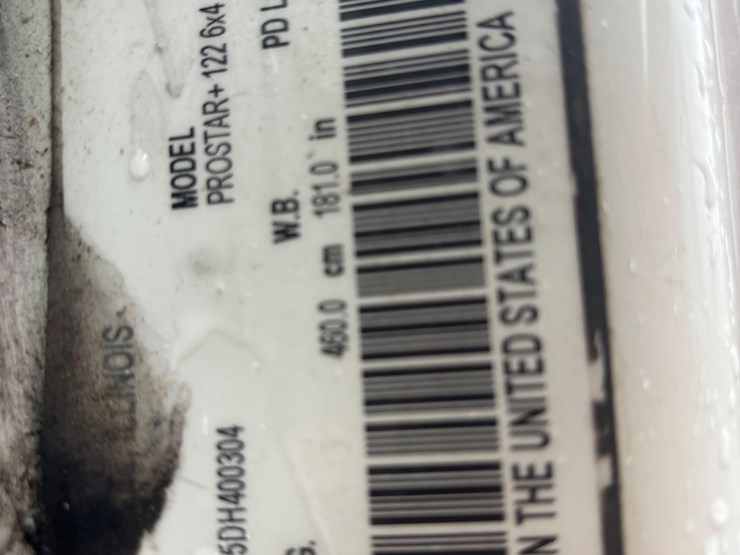 ILLINOIS
MODEL
5DH400304 PROSTAR+ 122 6x4
W.B. PD L
G. 460.0 cm 181.0 in
N THE UNITED STATES OF AMERICA